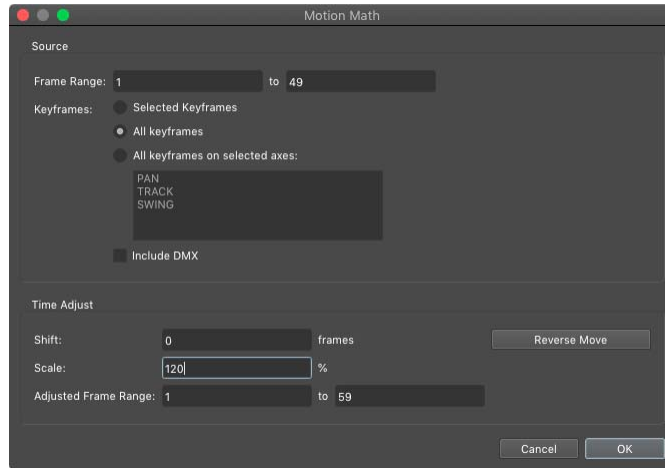 Motion Math
Source
Frame Range: 1 to 49
Keyframes: Selected Keyframes
All keyframes
All keyframes on selected axes:
PAN
TRACK
SWING
Include DMX
Time Adjust
Shift: 0 frames Reverse Move
Scale: 120 %
Adjusted Frame Range: 1 to 59
Cancel OK